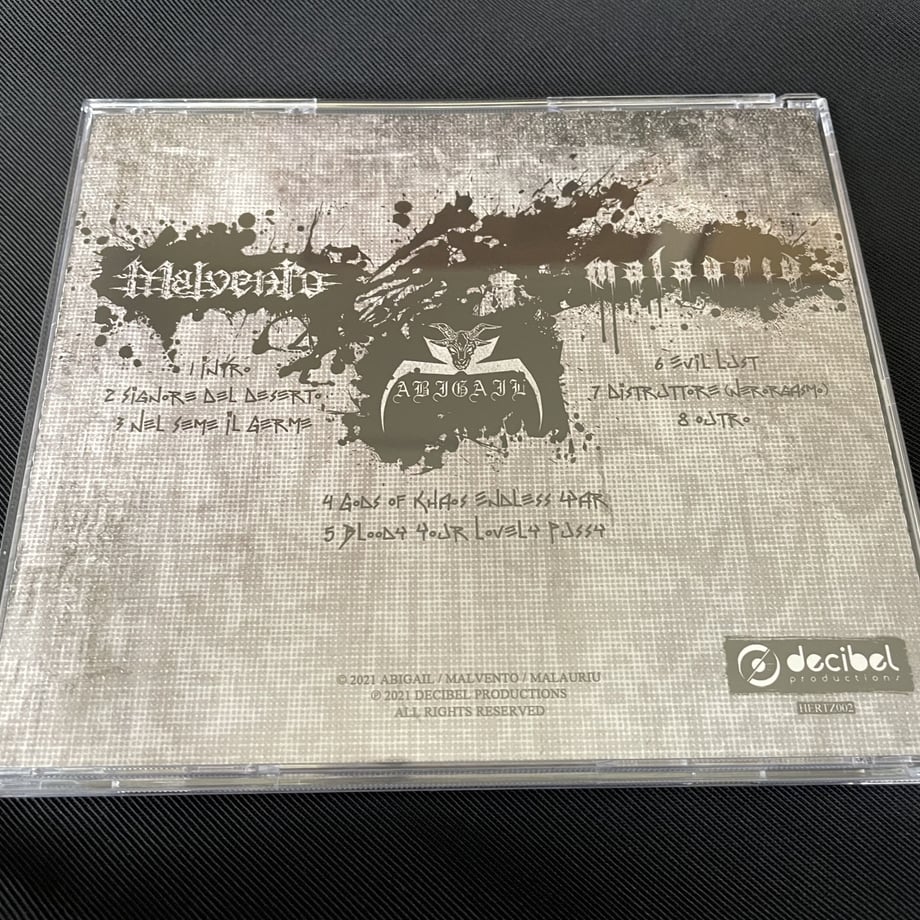 Malvento
malauriu
ABIGAIL
1 INTRO
2 SIGNORE DEL DESERTO
3 NEL SEME IL GERME
6 EVIL LUST
7 DISTRUTTORE (NERORGASMO)
8 OUTRO
4 GODS OF KHAOS ENDLESS WAR
5 BLOODY YOUR LOVELY PUSSY
© 2021 ABIGAIL / MALVENTO / MALAURIU
℗ 2021 DECIBEL PRODUCTIONS
ALL RIGHTS RESERVED
decibel
productions
HERTZ002